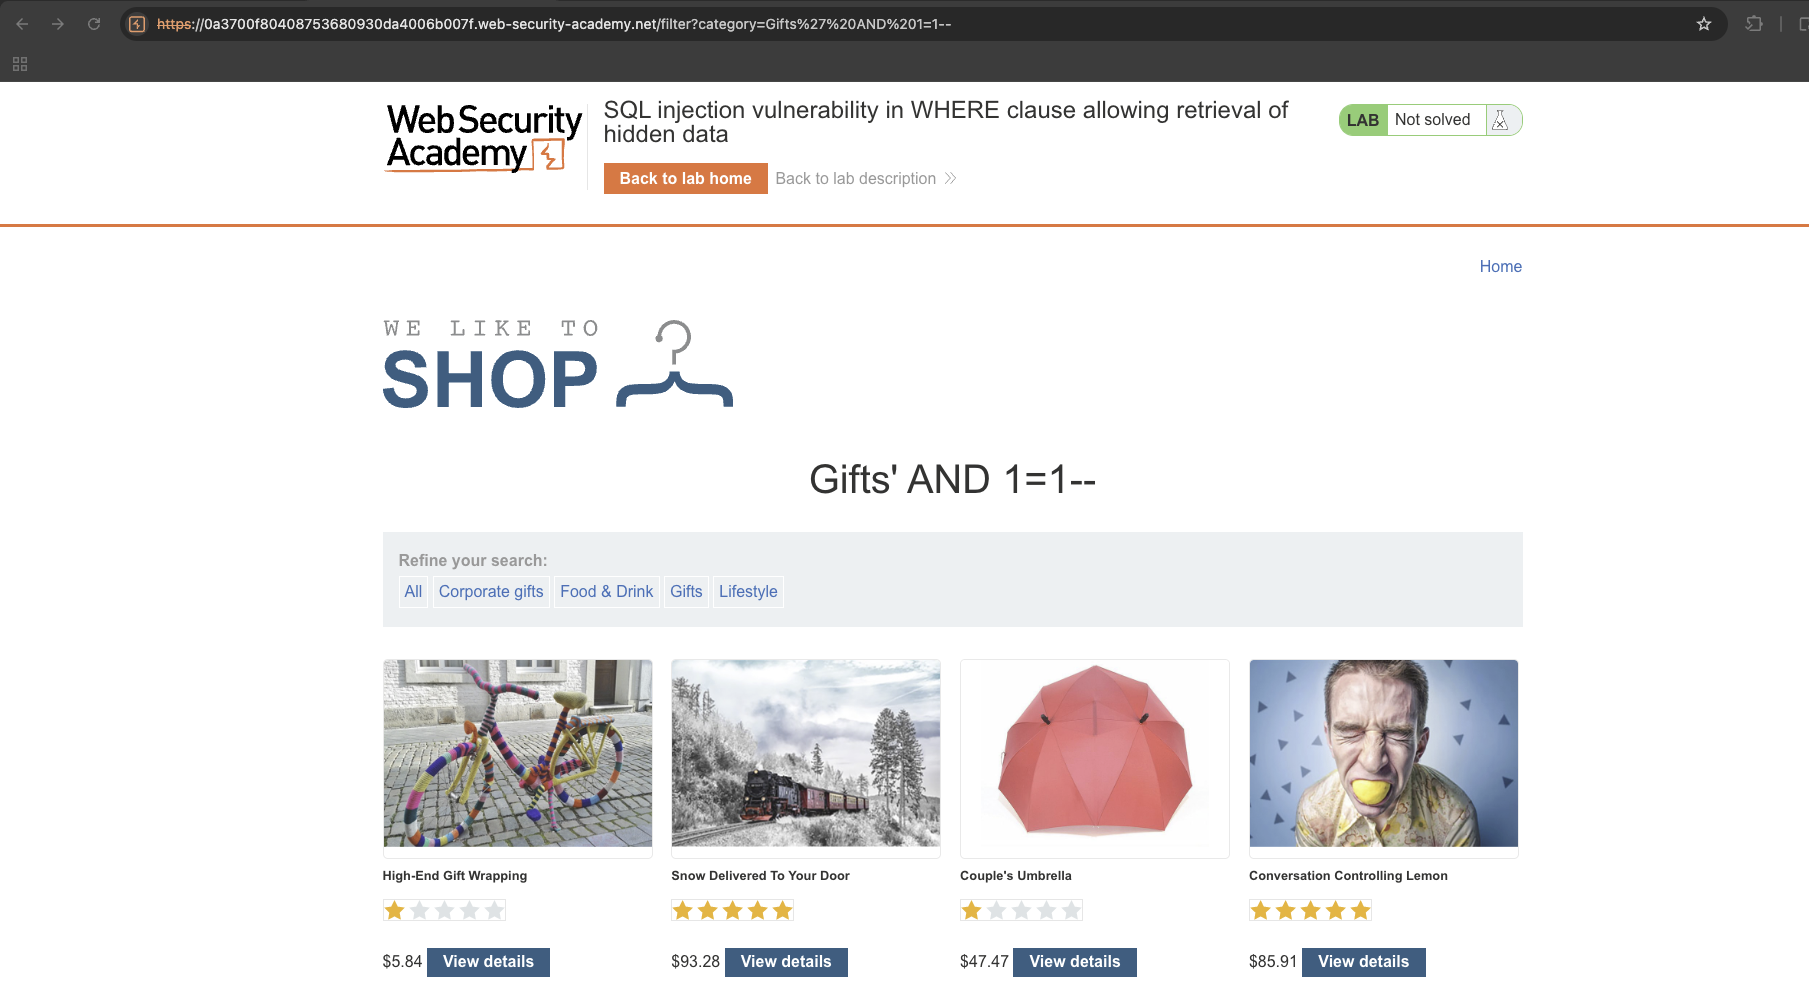 https://0a3700f80408753680930da4006b007f.web-security-academy.net/filter?category=Gifts%27%20AND%201=1--
WebSecurity
Academy
SQL injection vulnerability in WHERE clause allowing retrieval of
hidden data
LAB Not solved
Back to lab home Back to lab description
Home
WE LIKE TO
SHOP
Gifts' AND 1=1--
Refine your search:
All Corporate gifts Food & Drink Gifts Lifestyle
High-End Gift Wrapping Snow Delivered To Your Door Couple's Umbrella Conversation Controlling Lemon
$5.84 View details $93.28 View details $47.47 View details $85.91 View details